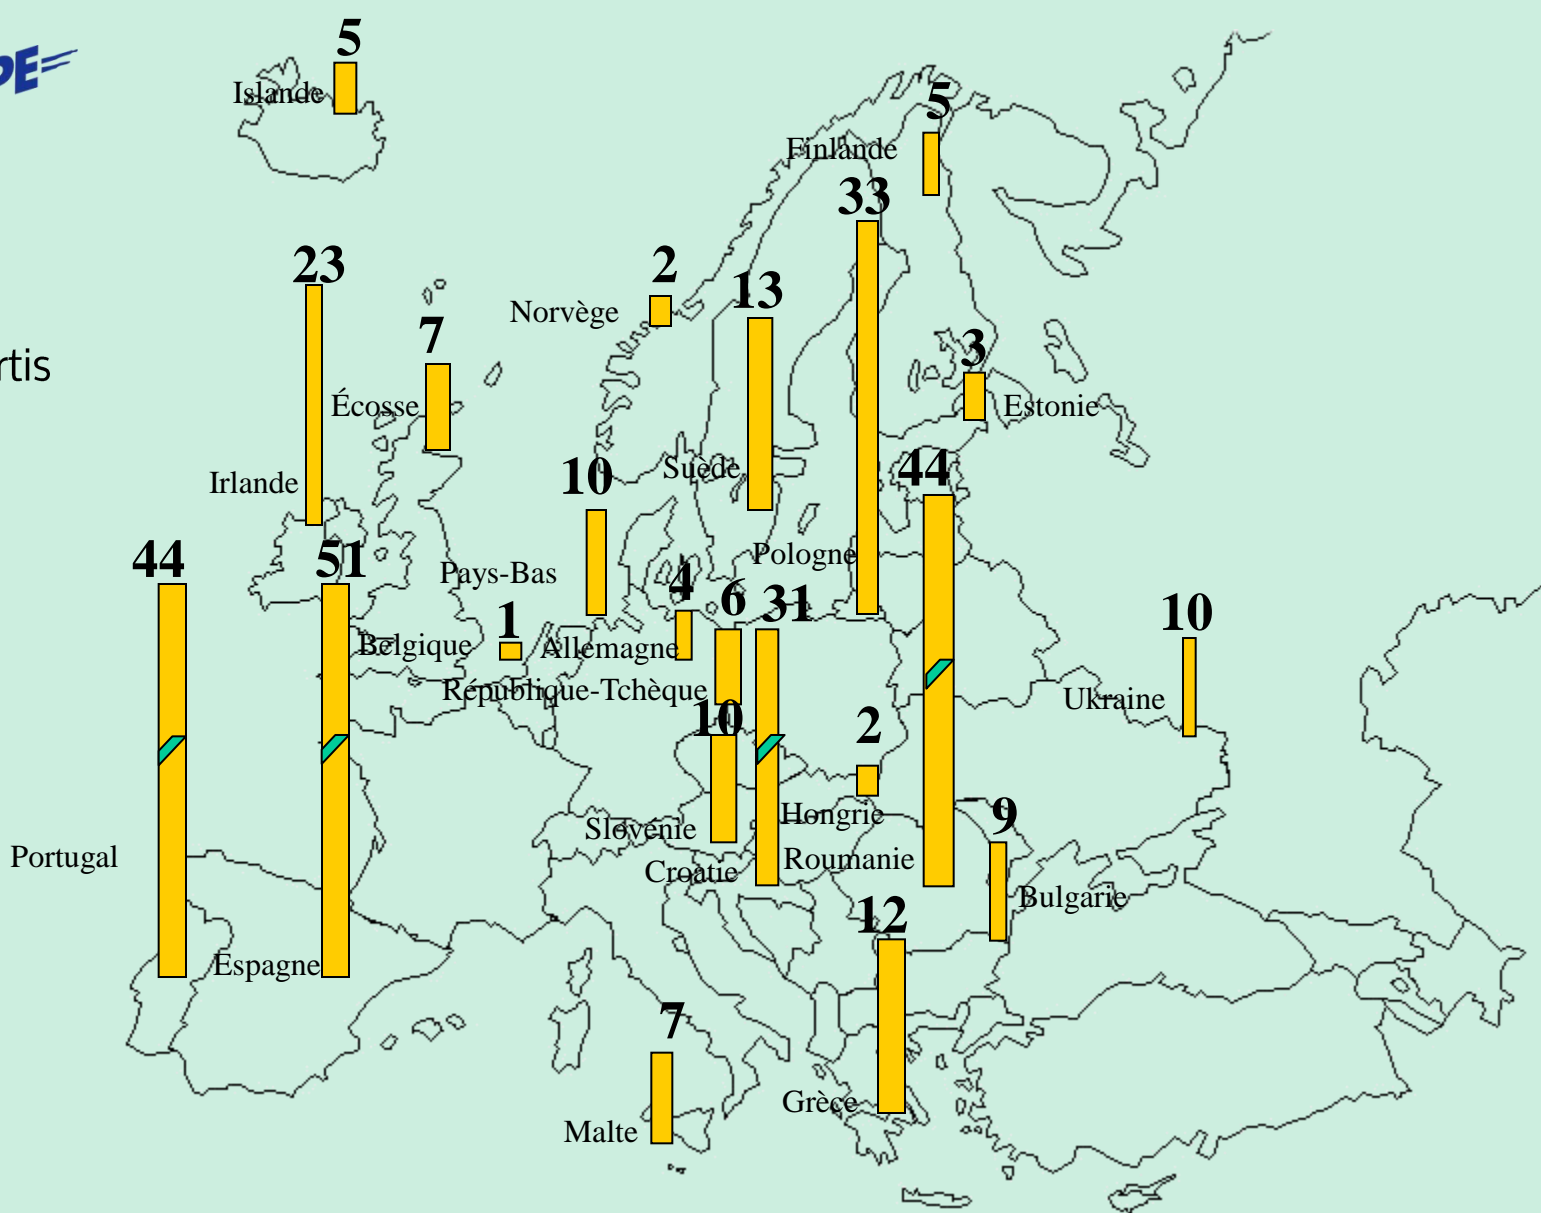 5
PE
Islande
5
Finlande
33
23
2
13
Norvège
7
3
rtis
Écosse
Estonie
44
Suède
10
Irlande
44
51
Pologne
Pays-Bas
4
6
31
10
1
Belgique
Allemagne
République-Tchèque
Ukraine
10
2
Hongrie
9
Slovénie
Portugal
Roumanie
Croatie
Bulgarie
12
Espagne
7
Grèce
Malte